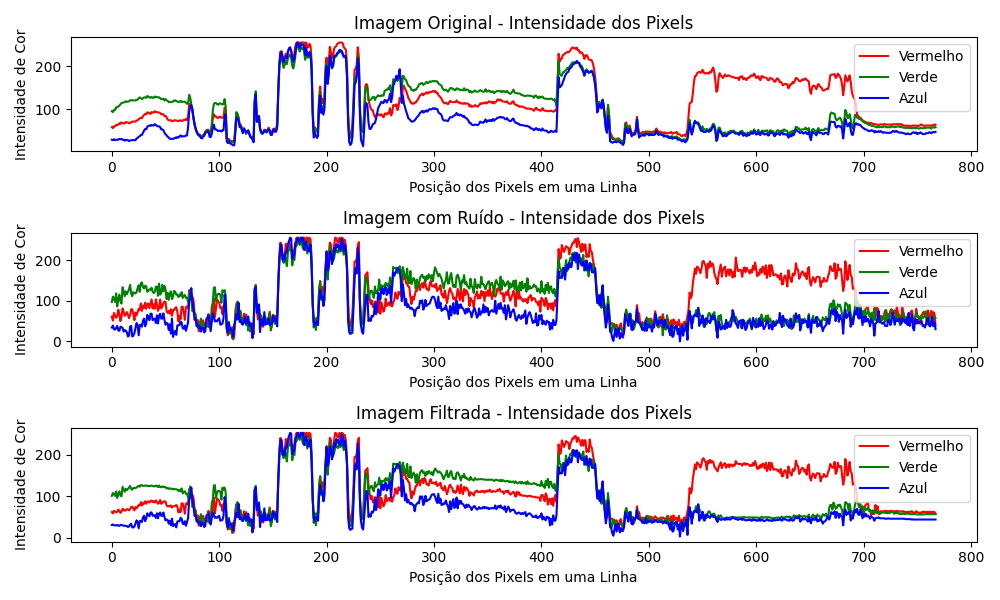 Imagem Original - Intensidade dos Pixels
Intensidade de Cor
200
100
Vermelho
Verde
Azul
0 100 200 300 400 500 600 700 800
Posição dos Pixels em uma Linha
Imagem com Ruído - Intensidade dos Pixels
Intensidade de Cor
200
100
0
Vermelho
Verde
Azul
0 100 200 300 400 500 600 700 800
Posição dos Pixels em uma Linha
Imagem Filtrada - Intensidade dos Pixels
Intensidade de Cor
200
100
0
Vermelho
Verde
Azul
0 100 200 300 400 500 600 700 800
Posição dos Pixels em uma Linha